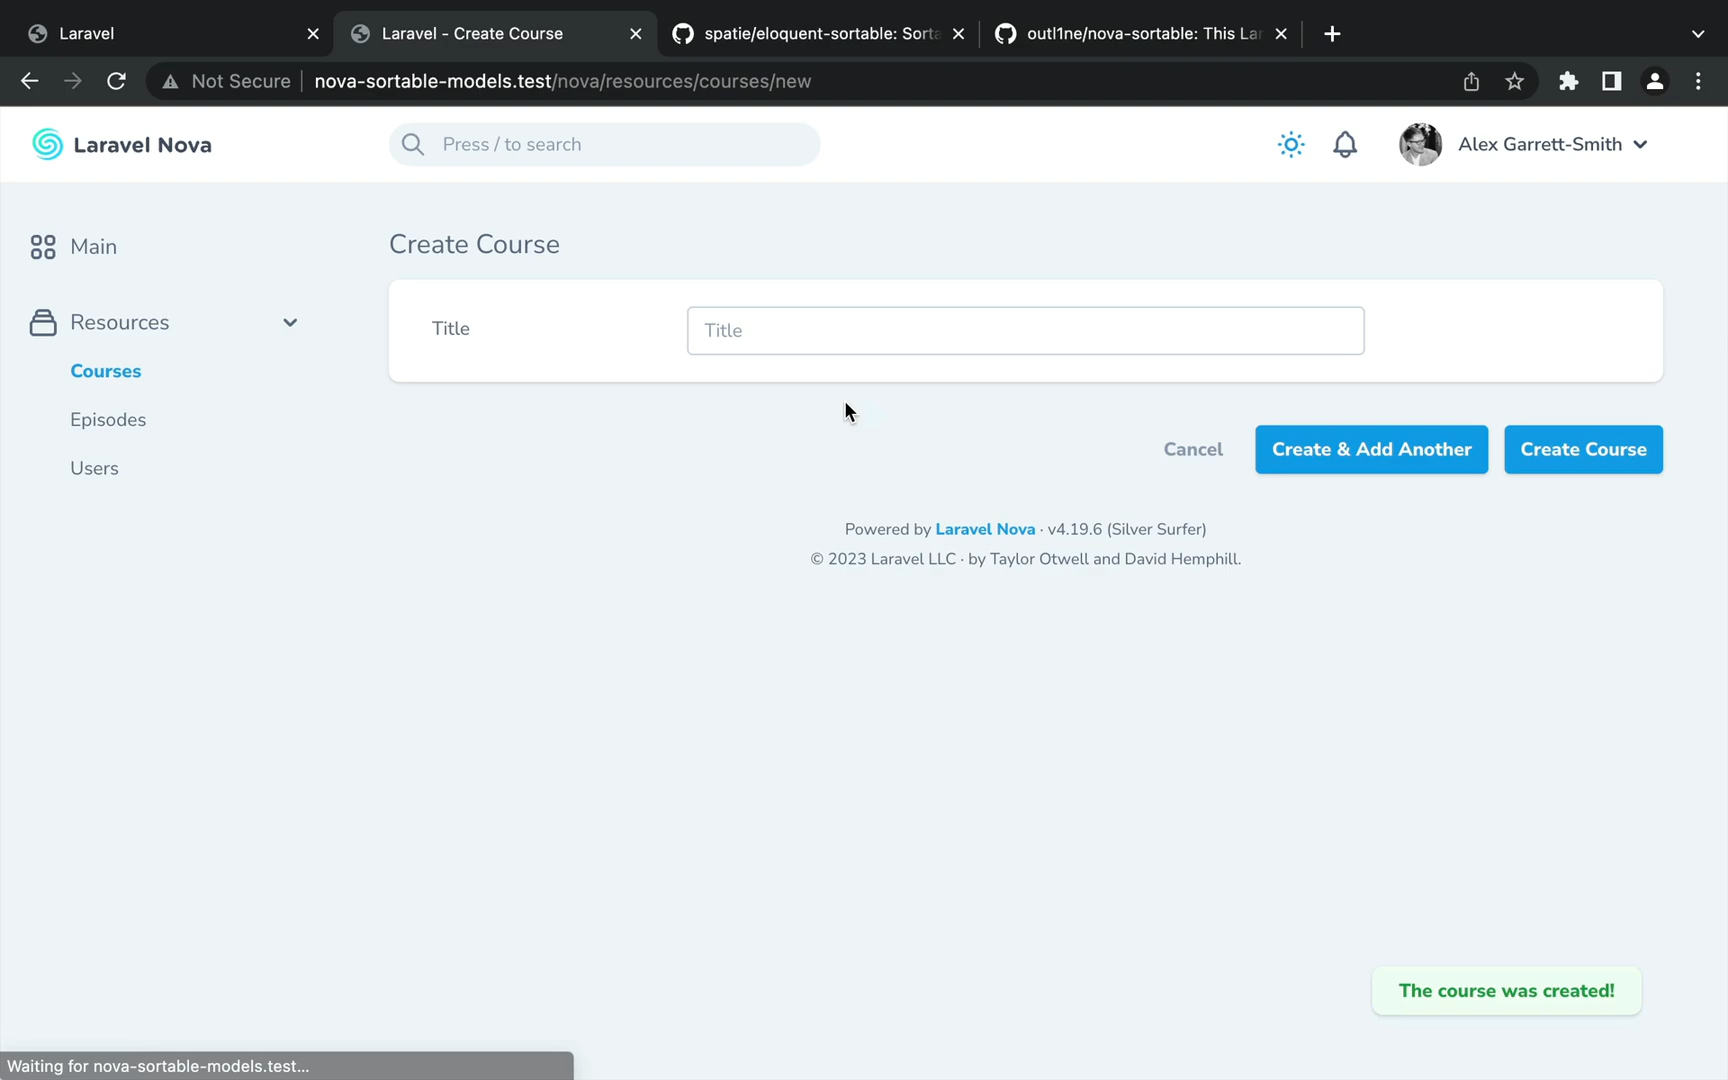 Laravel
Laravel - Create Course
spatie/eloquent-sortable: Sorta
outl1ne/nova-sortable: This Lar
Not Secure
nova-sortable-models.test/nova/resources/courses/new
Laravel Nova
Press / to search
Alex Garrett-Smith
Main
Resources
Courses
Episodes
Users
Create Course
Title
Title
Cancel
Create & Add Another
Create Course
Powered by Laravel Nova · v4.19.6 (Silver Surfer)
© 2023 Laravel LLC · by Taylor Otwell and David Hemphill.
The course was created!
Waiting for nova-sortable-models.test...